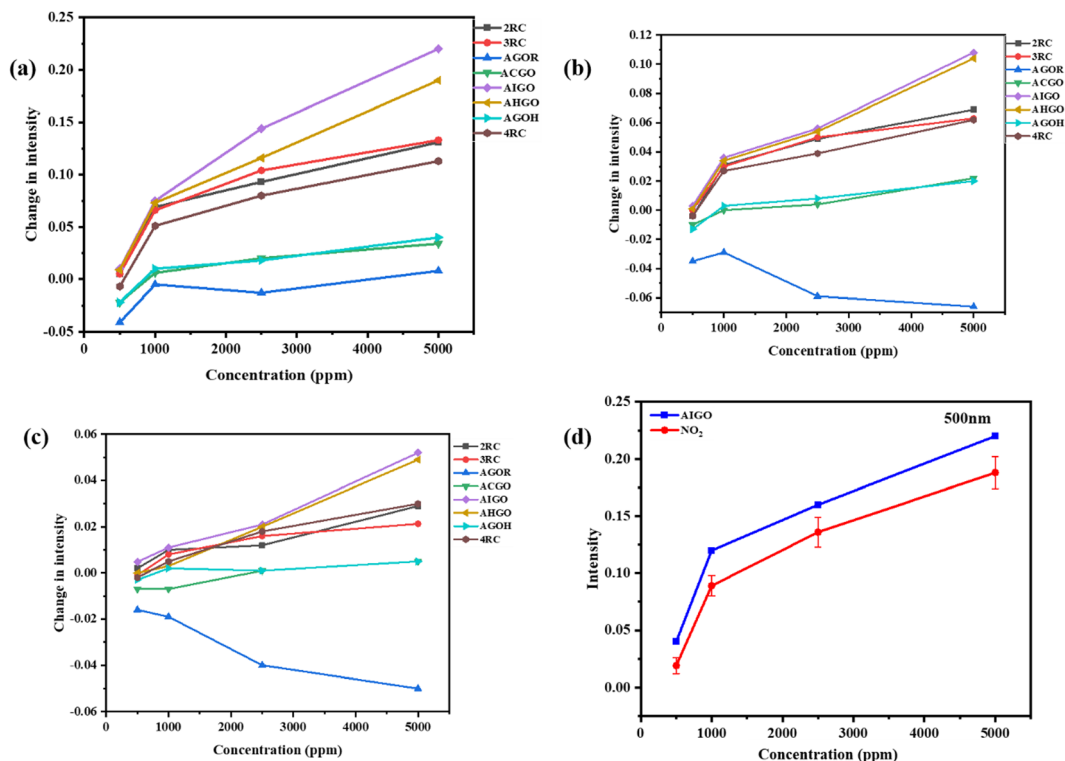 (a)
Change in intensity
0.25
0.20
0.15
0.10
0.05
0.00
-0.05
0 1000 2000 3000 4000 5000
Concentration (ppm)
2RC
3RC
AGOR
ACGO
AIGO
AHGO
AGOH
4RC
(b)
Change in intensity
0.12
0.10
0.08
0.06
0.04
0.02
0.00
-0.02
-0.04
-0.06
0 1000 2000 3000 4000 5000
Concentration (ppm)
2RC
3RC
AGOR
ACGO
AIGO
AHGO
AGOH
4RC
(c)
Change in intensity
0.06
0.04
0.02
0.00
-0.02
-0.04
-0.06
0 1000 2000 3000 4000 5000
Concentration (ppm)
2RC
3RC
AGOR
ACGO
AIGO
AHGO
AGOH
4RC
(d)
Intensity
0.25
0.20
0.15
0.10
0.05
0.00
0 1000 2000 3000 4000 5000
Concentration (ppm)
AIGO
NO₂
500nm